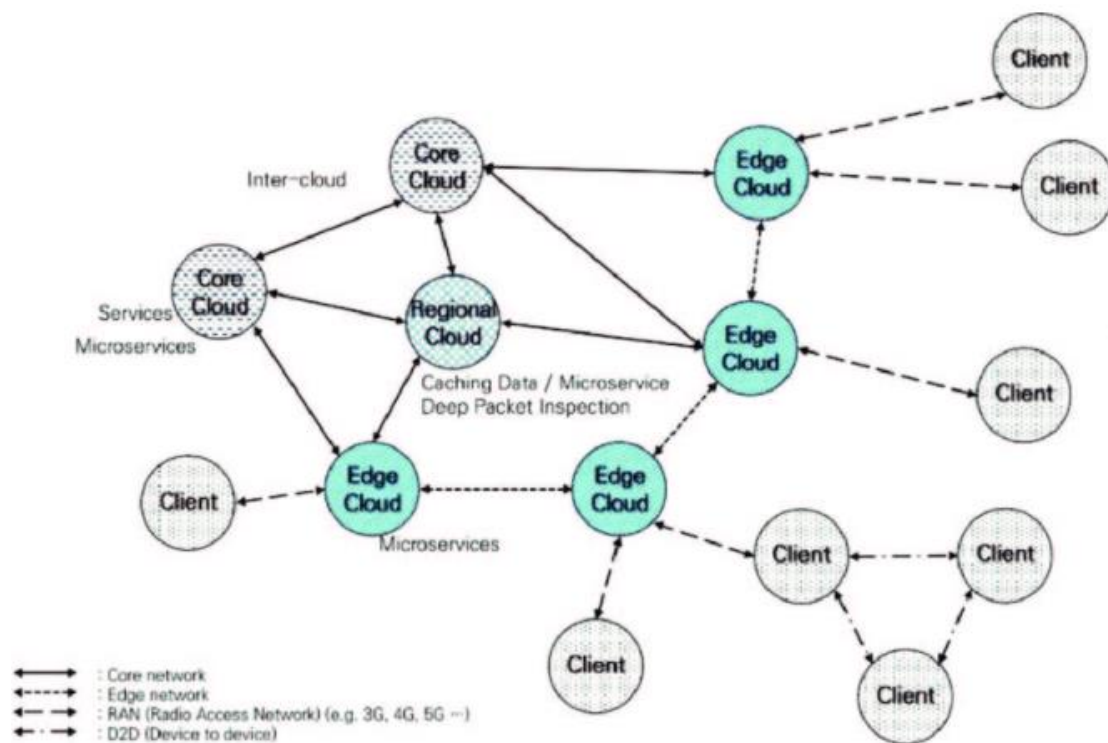 Client
Core
Cloud
Edge
Cloud
Client
Inter-cloud
Core
Cloud
Services
Microservices
Regional
Cloud
Edge
Cloud
Caching Data / Microservice
Deep Packet Inspection
Client
Client
Edge
Cloud
Microservices
Edge
Cloud
Client
Client
Client
Client
: Core network
: Edge network
: RAN (Radio Access Network) (e.g. 3G, 4G, 5G ···)
: D2D (Device to device)